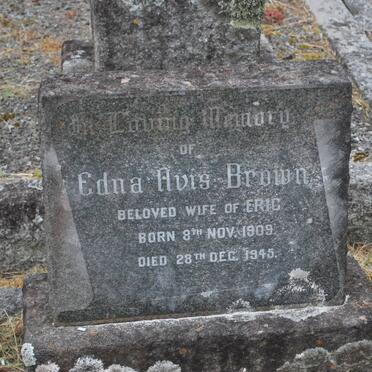 In Loving Memory
OF
Edna Avis Brown
BELOVED WIFE OF ERIC
BORN 8TH NOV. 1909.
DIED 28TH DEC. 1945.